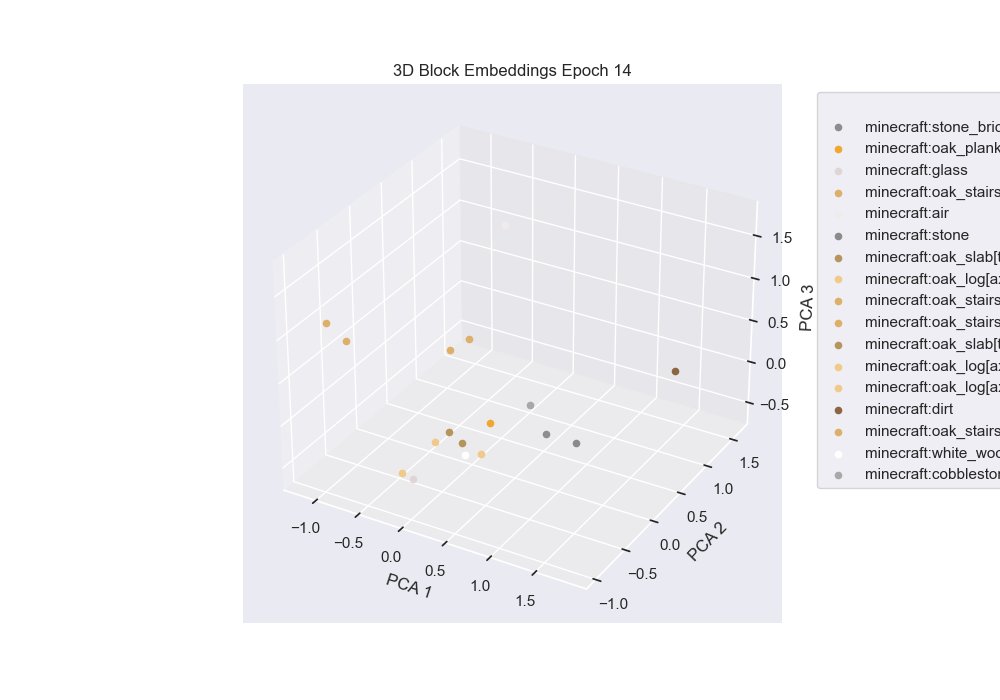 3D Block Embeddings Epoch 14
minecraft:stone_bric
minecraft:oak_plank
minecraft:glass
minecraft:oak_stairs
minecraft:air
minecraft:stone
minecraft:oak_slab[t
minecraft:oak_log[ax
minecraft:oak_stairs
minecraft:oak_stairs
minecraft:oak_slab[t
minecraft:oak_log[ax
minecraft:oak_log[ax
minecraft:dirt
minecraft:oak_stairs
minecraft:white_woo
minecraft:cobbleston
1.5
1.0
0.5
0.0
−0.5
PCA 3
1.5
1.0
0.5
0.0
−0.5
−1.0
PCA 2
−1.0
−0.5
0.0
0.5
1.0
1.5
PCA 1